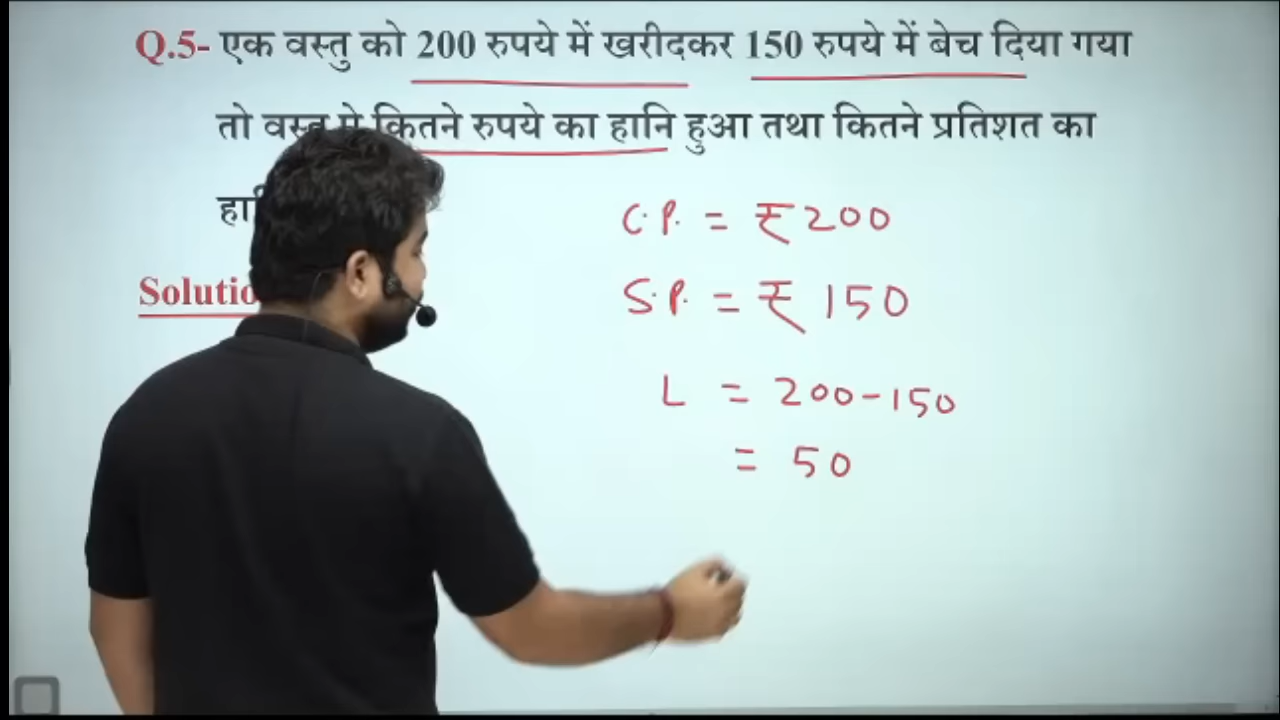 Q.5- एक वस्तु को 200 रुपये में खरीदकर 150 रुपये में बेच दिया गया
तो कितने रुपये का हानि हुआ तथा कितने प्रतिशत का
C.P. = ₹ 200
S.P. = ₹ 150
L = 200-150
= 50